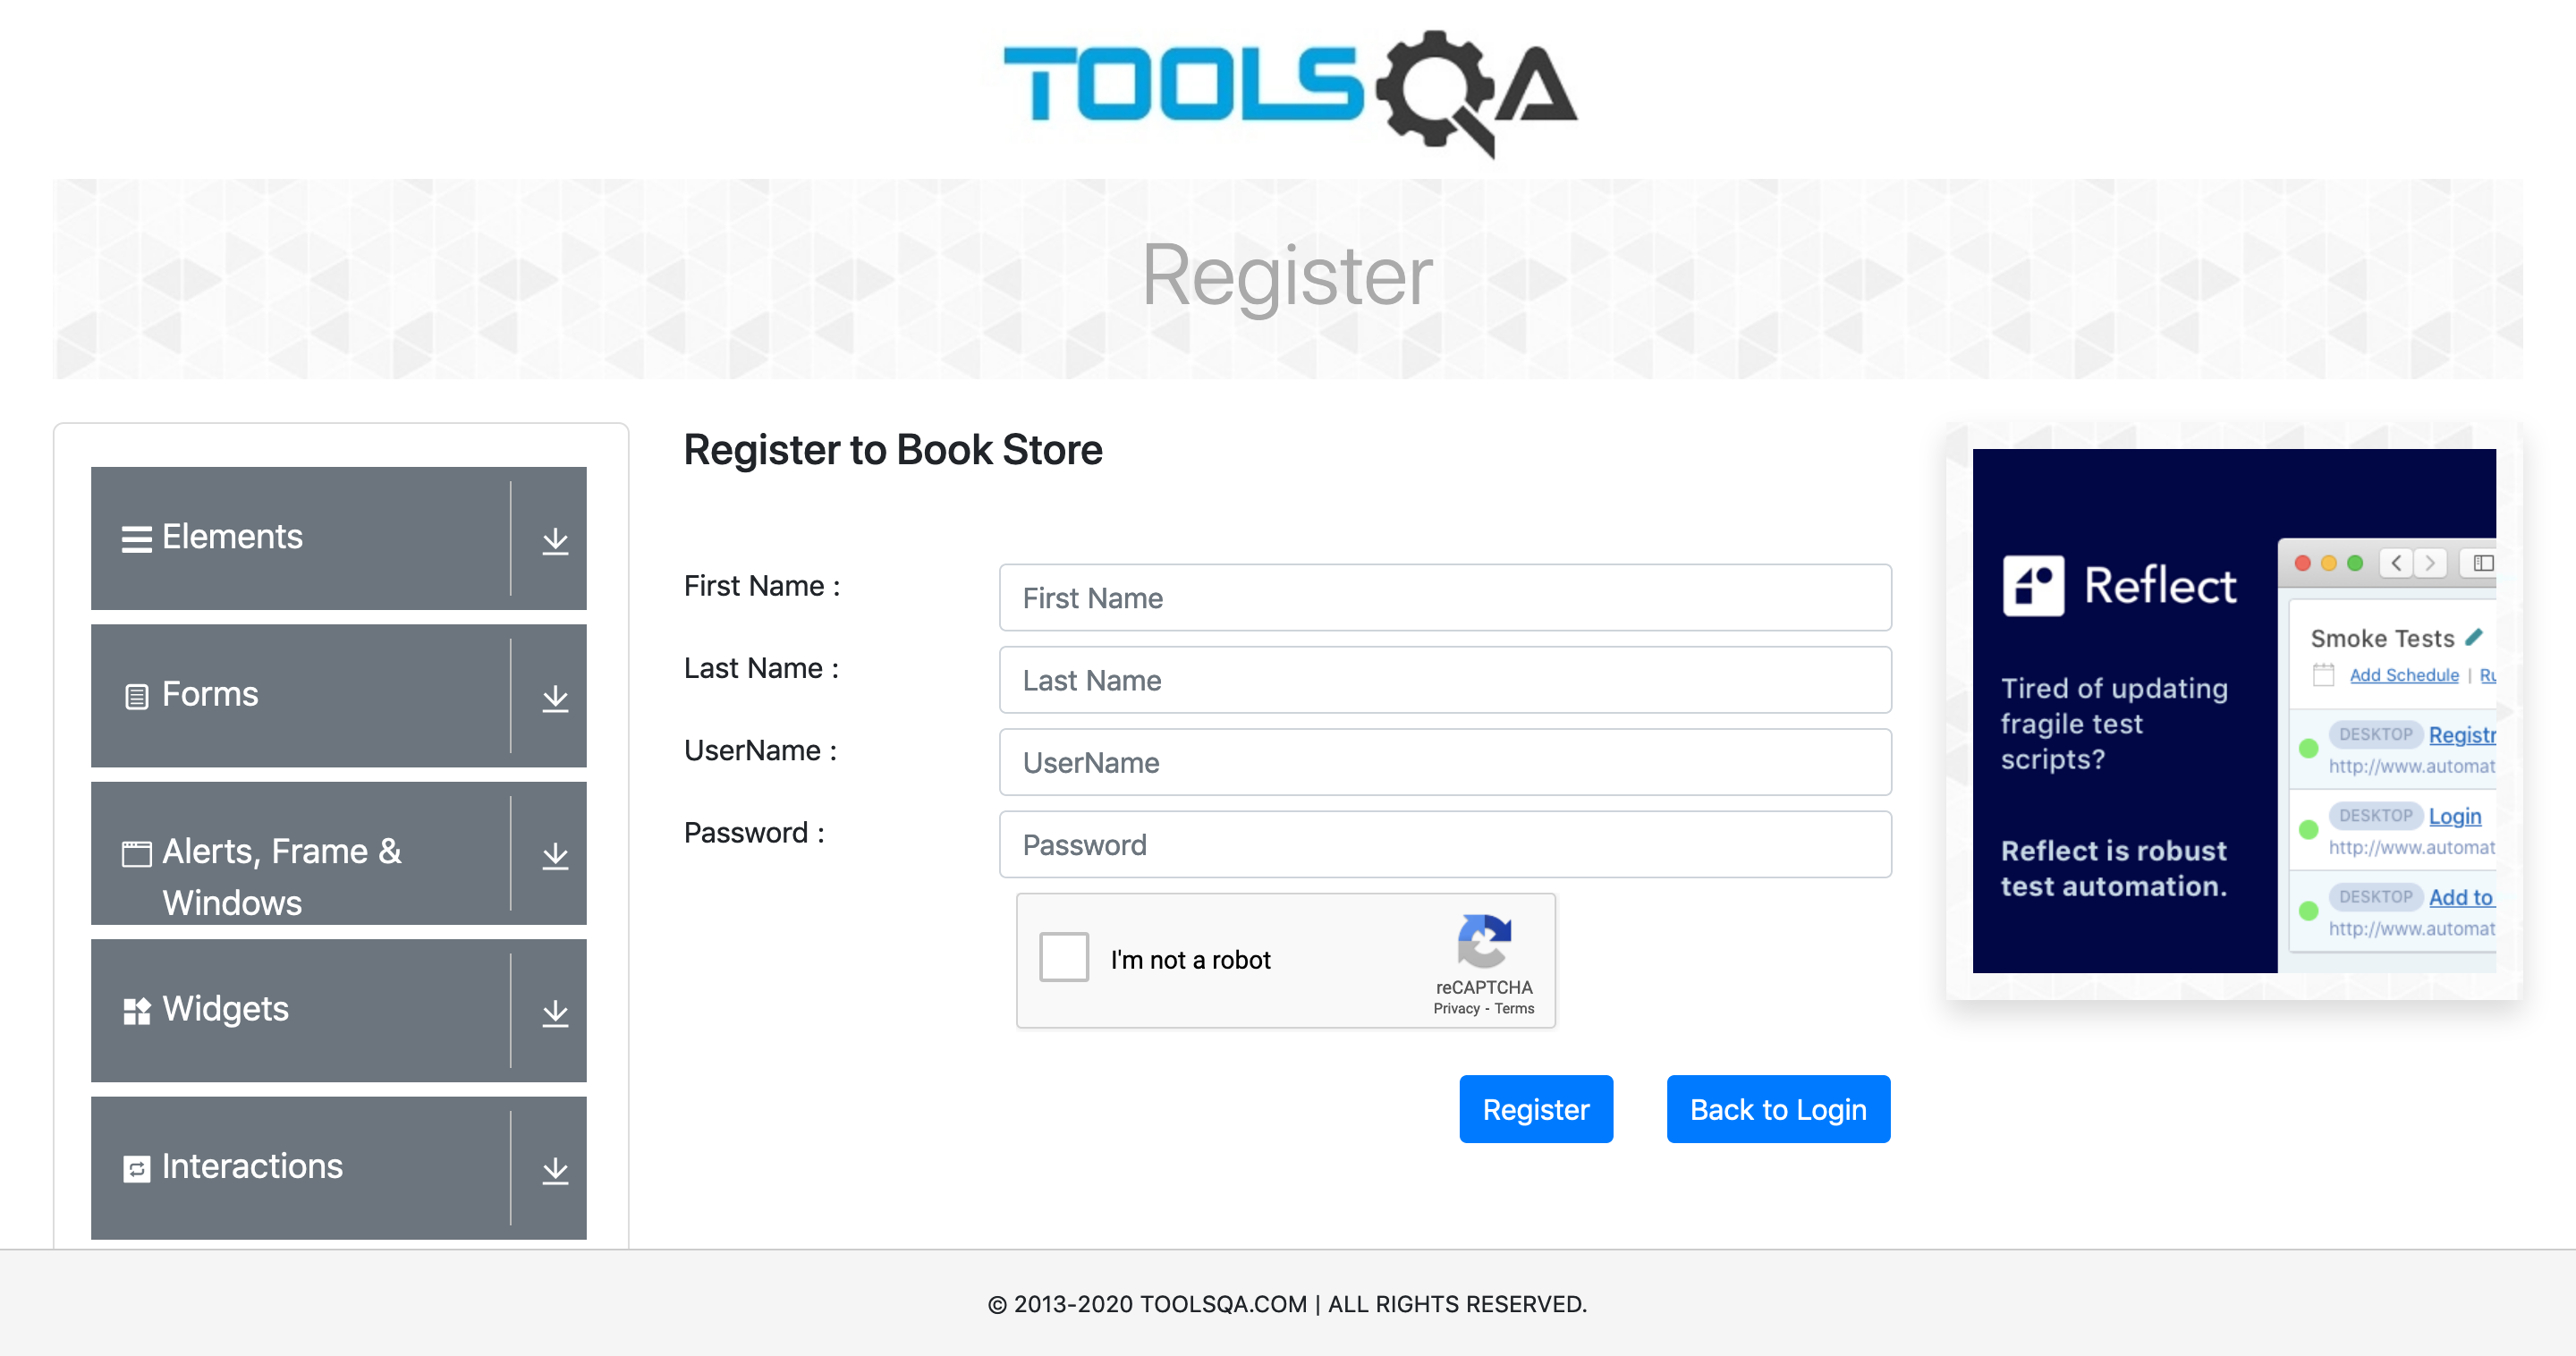 TOOLSQA
Register
Elements
Forms
Alerts, Frame &
Windows
Widgets
Interactions
Register to Book Store
First Name :
First Name
Last Name :
Last Name
UserName :
UserName
Password :
Password
I'm not a robot
reCAPTCHA
Privacy - Terms
Register
Back to Login
Reflect
Tired of updating
fragile test
scripts?
Reflect is robust
test automation.
Smoke Tests
Add Schedule | Ru
DESKTOP Registr
http://www.automat
DESKTOP Login
http://www.automat
DESKTOP Add to
http://www.automat
© 2013-2020 TOOLSQA.COM | ALL RIGHTS RESERVED.